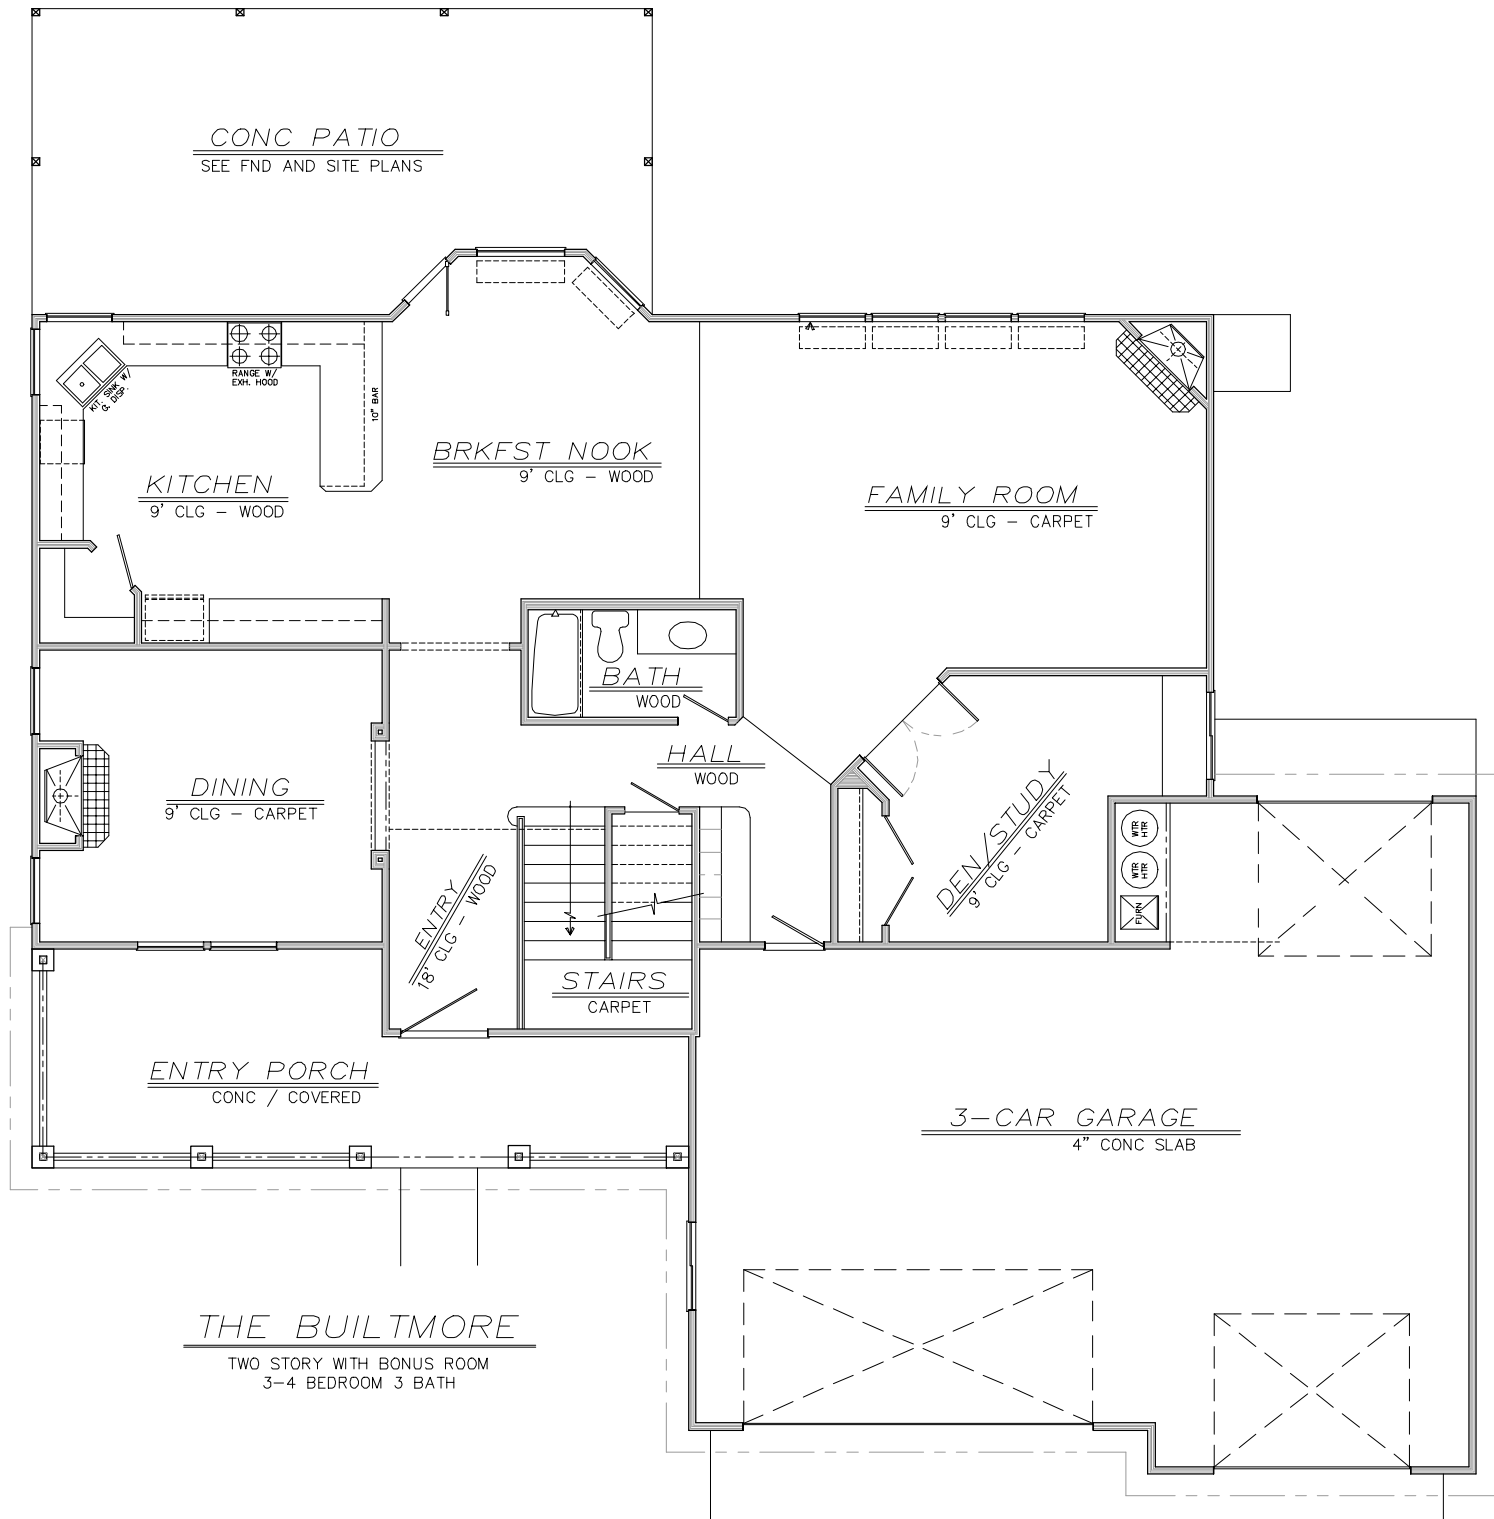 CONC PATIO
SEE FND AND SITE PLANS
RANGE W/
EXH. HOOD
KIT. SINK W/
G. DISP.
10" BAR
BRKFST NOOK
9' CLG - WOOD
KITCHEN
9' CLG - WOOD
FAMILY ROOM
9' CLG - CARPET
BATH
WOOD
HALL
WOOD
DINING
9' CLG - CARPET
DEN/STUDY
9' CLG - CARPET
WTR
HTR
WTR
HTR
FURN
ENTRY
18' CLG - WOOD
STAIRS
CARPET
ENTRY PORCH
CONC / COVERED
3-CAR GARAGE
4" CONC SLAB
THE BUILTMORE
TWO STORY WITH BONUS ROOM
3-4 BEDROOM 3 BATH